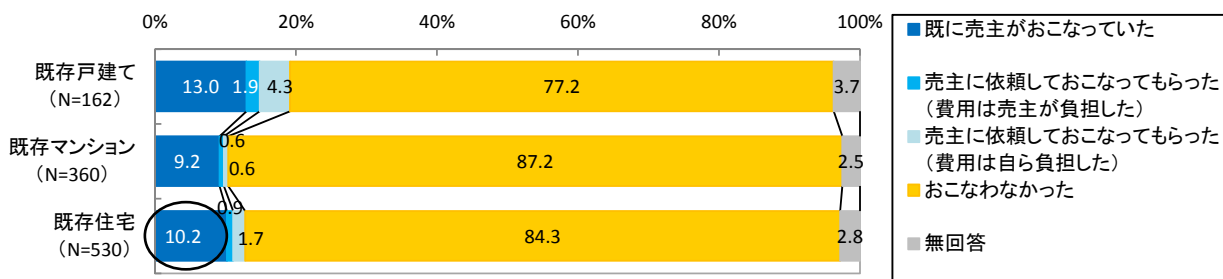 0% 20% 40% 60% 80% 100%
既存戸建て
（N=162）
13.0 1.9 4.3 77.2 3.7
既存マンション
（N=360）
9.2 0.6 0.6 87.2 2.5
既存住宅
（N=530）
10.2 0.9 1.7 84.3 2.8
既に売主がおこなっていた
売主に依頼しておこなってもらった
（費用は売主が負担した）
売主に依頼しておこなってもらった
（費用は自ら負担した）
おこなわなかった
無回答